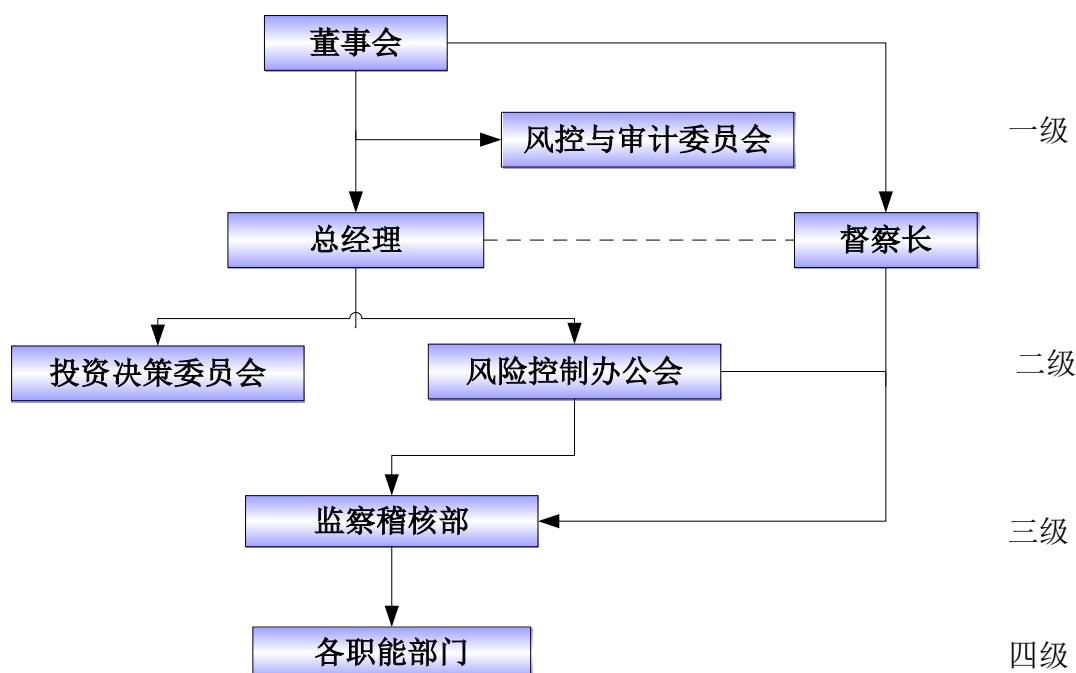 董事会
风控与审计委员会
一级
总经理
督察长
投资决策委员会
风险控制办公会
二级
监察稽核部
三级
各职能部门
四级